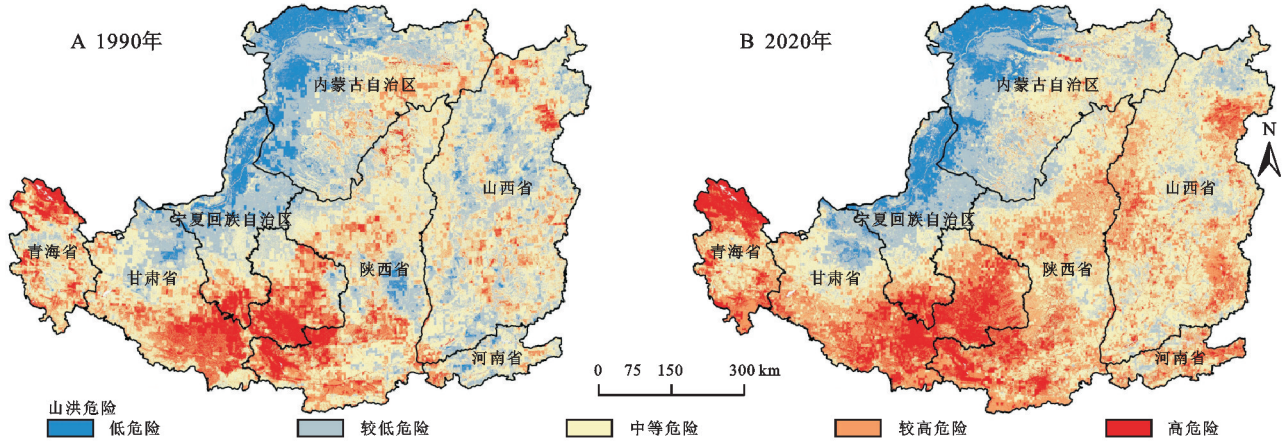 A 1990年
内蒙古自治区
山西省
宁夏回族自治区
青海省
甘肃省
陕西省
河南省
B 2020年
内蒙古自治区
N
山西省
宁夏回族自治区
青海省
甘肃省
陕西省
河南省
0 75 150 300 km
山洪危险
低危险 较低危险 中等危险 较高危险 高危险